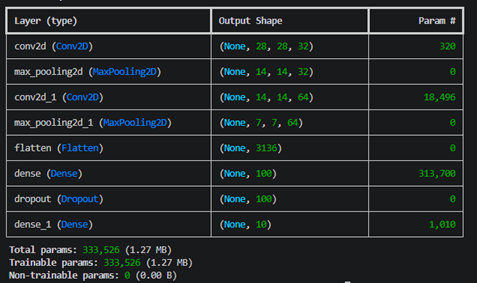 Layer (type) Output Shape Param #
conv2d (Conv2D) (None, 28, 28, 32) 320
max_pooling2d (MaxPooling2D) (None, 14, 14, 32) 0
conv2d_1 (Conv2D) (None, 14, 14, 64) 18,496
max_pooling2d_1 (MaxPooling2D) (None, 7, 7, 64) 0
flatten (Flatten) (None, 3136) 0
dense (Dense) (None, 100) 313,700
dropout (Dropout) (None, 100) 0
dense_1 (Dense) (None, 10) 1,010
Total params: 333,526 (1.27 MB)
Trainable params: 333,526 (1.27 MB)
Non-trainable params: 0 (0.00 B)